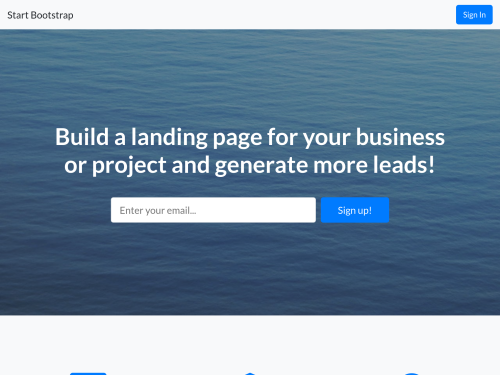 Start Bootstrap
Sign In
Build a landing page for your business
or project and generate more leads!
Enter your email...
Sign up!